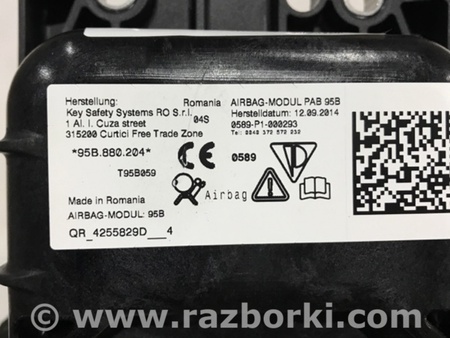 Herstellung: Romania
Key Safety Systems RO S.r.l.
1 Al. I. Cuza street 04S
315200 Curtici Free Trade Zone
*95B.880.204*
T95B059
Made in Romania
AIRBAG-MODUL: 95B
QR_4255829D___4
AIRBAG-MODUL PAB 95B
Herstelldatum: 12.09.2014
0589-P1-000293
CE 0589
Airbag
© www.razborki.com